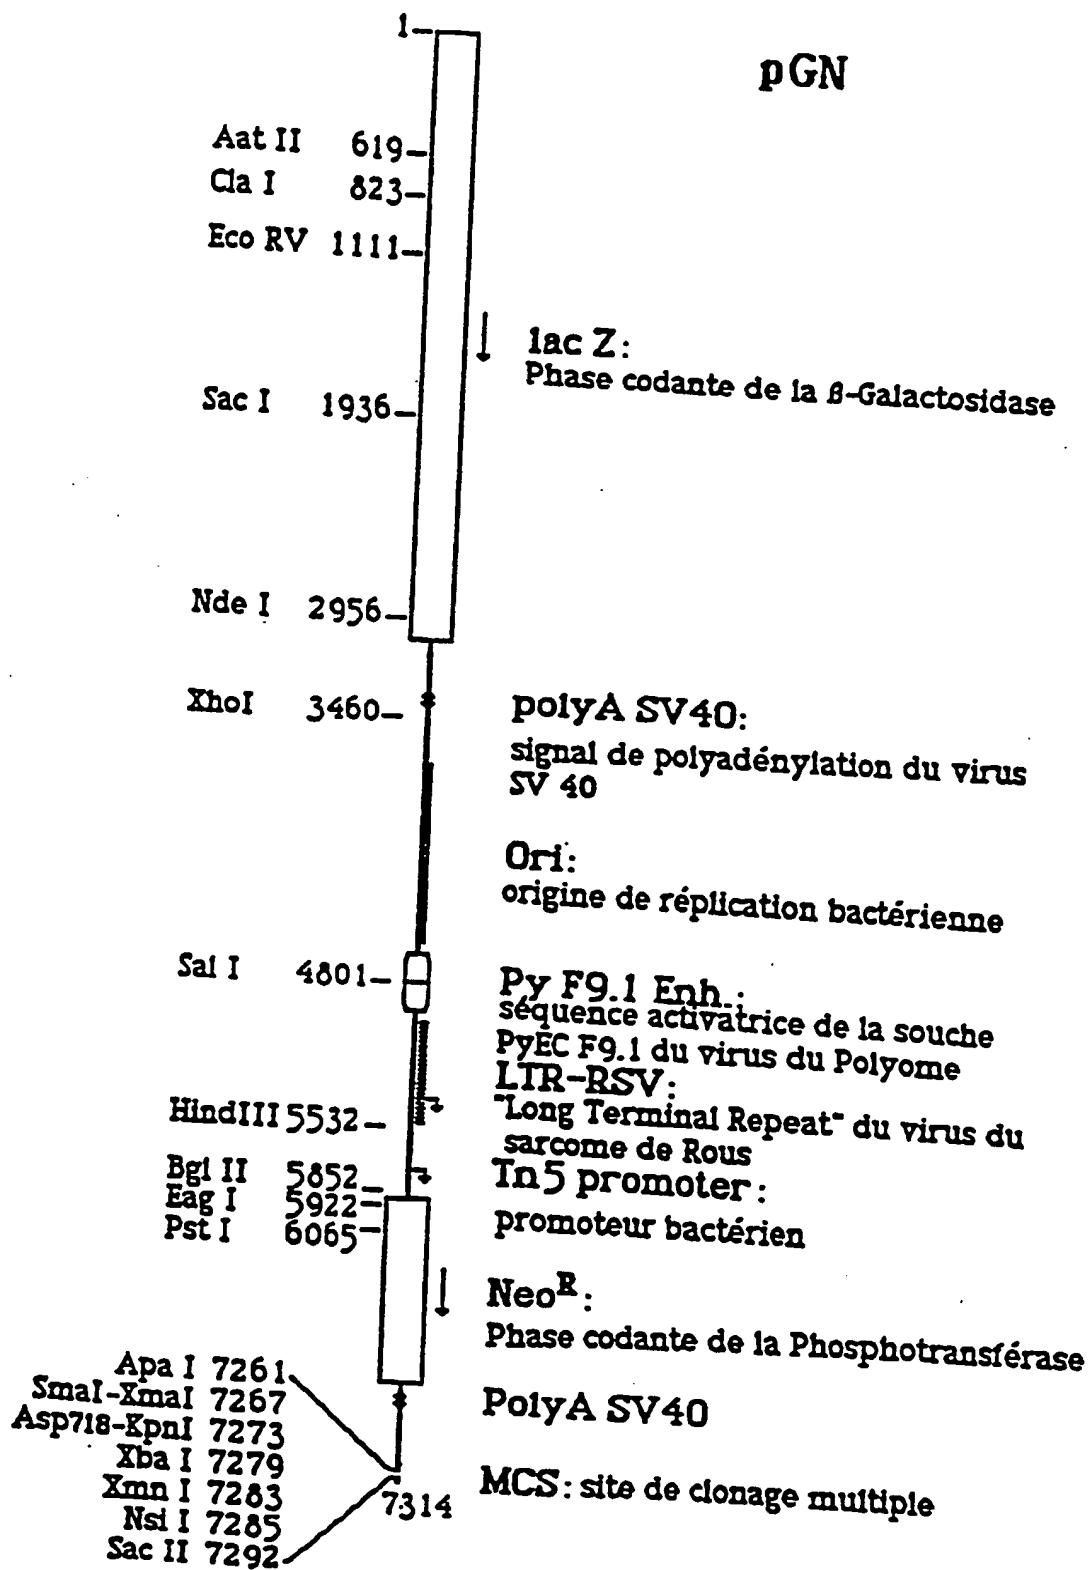 pGN
1
Aat II 619
Cla I 823
Eco RV 1111
lac Z:
Phase codante de la β-Galactosidase
Sac I 1936
Nde I 2956
XhoI 3460
polyA SV40:
signal de polyadénylation du virus
SV 40
Ori:
origine de réplication bactérienne
Sal I 4801
Py F9.1 Enh.:
séquence activatrice de la souche
PyEC F9.1 du virus du Polyome
LTR-RSV:
"Long Terminal Repeat" du virus du
sarcome de Rous
HindIII 5532
Bgl II 5852
Eag I 5922
Pst I 6065
Tn5 promoter:
promoteur bactérien
Neo^R:
Phase codante de la Phosphotransférase
Apa I 7261
SmaI-XmaI 7267
Asp718-KpnI 7273
Xba I 7279
Xmn I 7283
Nsi I 7285
Sac II 7292
PolyA SV40
7314
MCS: site de clonage multiple